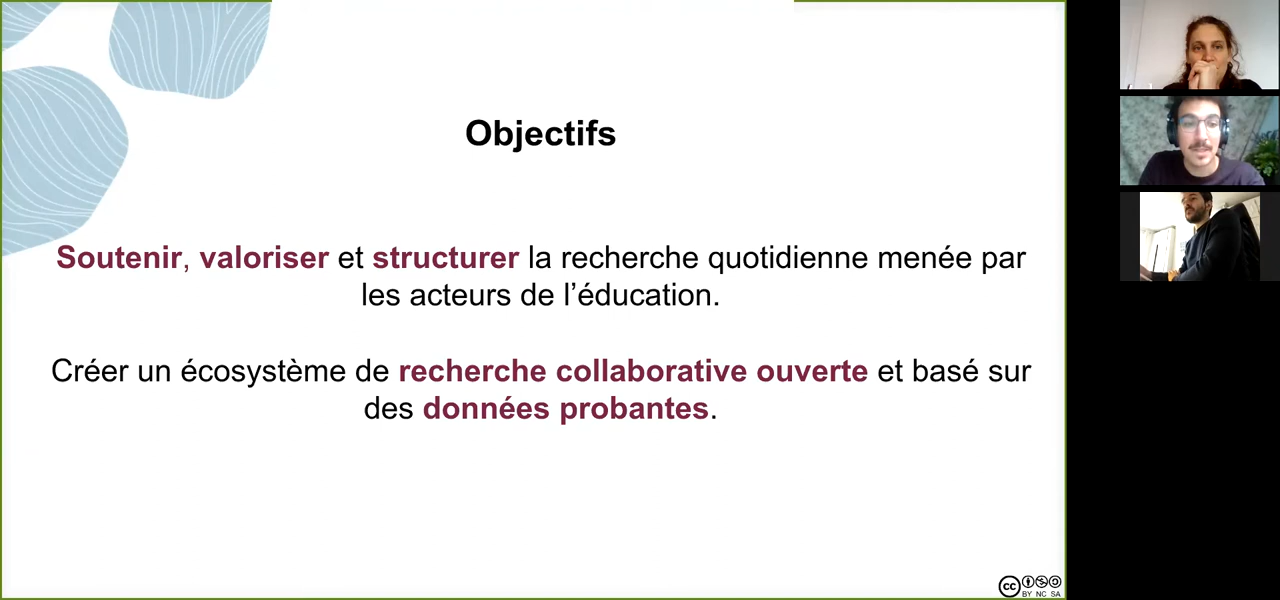 Objectifs
Soutenir, valoriser et structurer la recherche quotidienne menée par
les acteurs de l’éducation.
Créer un écosystème de recherche collaborative ouverte et basé sur
des données probantes.
cc
BY NC SA